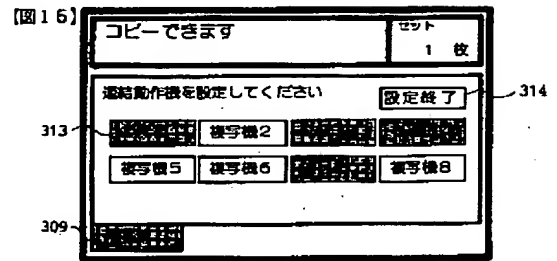 【図16】
コピーできます
セット
1 枚
連結動作機を設定してください
設定終了
314
313
複写機2
複写機5 複写機6 複写機8
309